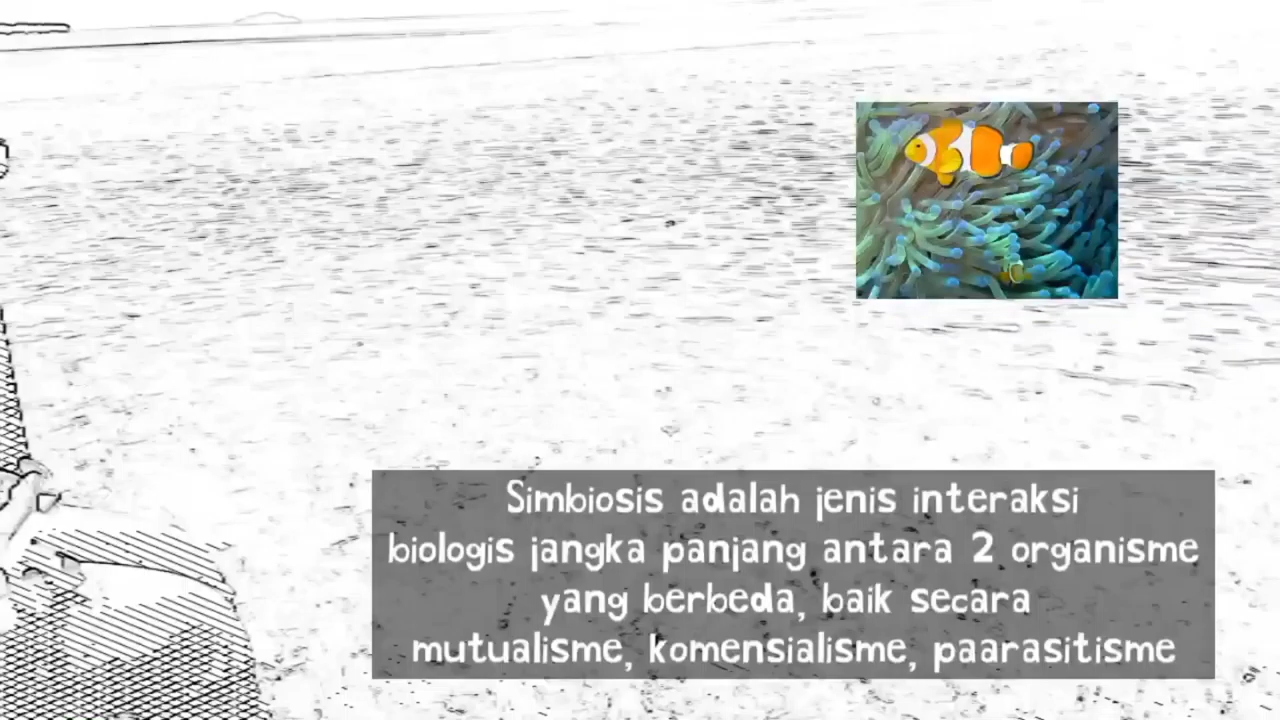 Simbiosis adalah jenis interaksi
biologis jangka panjang antara 2 organisme
yang berbeda, baik secara
mutualisme, komensialisme, paarasitisme